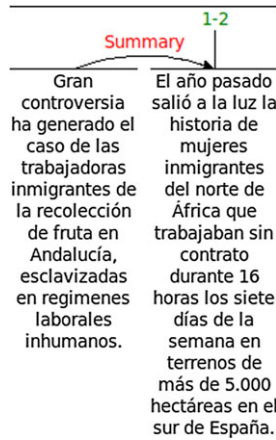 1-2
Summary
Gran
controversia
ha generado el
caso de las
trabajadoras
inmigrantes de
la recolección
de fruta en
Andalucía,
esclavizadas
en regimenes
laborales
inhumanos.
El año pasado
salió a la luz la
historia de
mujeres
inmigrantes
del norte de
África que
trabajaban sin
contrato
durante 16
horas los siete
días de la
semana en
terrenos de
más de 5.000
hectáreas en el
sur de España.